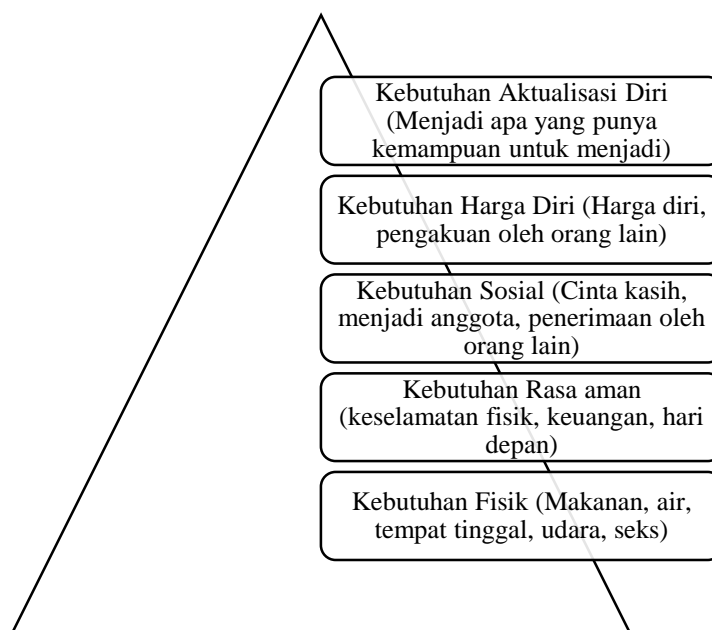 Kebutuhan Aktualisasi Diri
(Menjadi apa yang punya
kemampuan untuk menjadi)
Kebutuhan Harga Diri (Harga diri,
pengakuan oleh orang lain)
Kebutuhan Sosial (Cinta kasih,
menjadi anggota, penerimaan oleh
orang lain)
Kebutuhan Rasa aman
(keselamatan fisik, keuangan, hari
depan)
Kebutuhan Fisik (Makanan, air,
tempat tinggal, udara, seks)